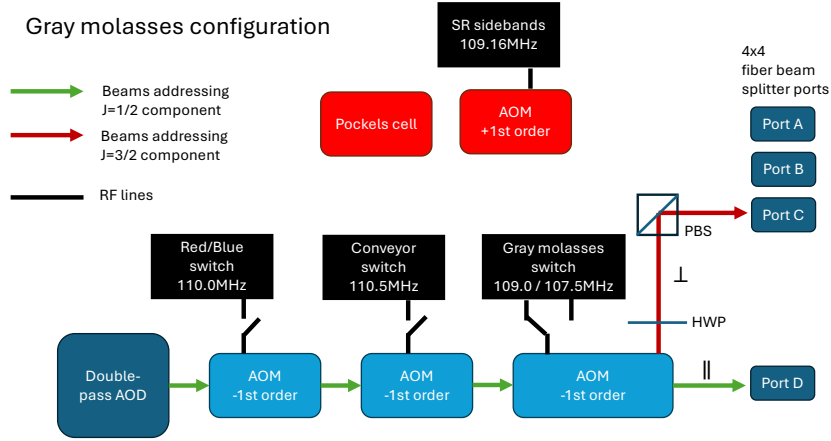 Gray molasses configuration
SR sidebands
109.16MHz
4x4
fiber beam
splitter ports
Beams addressing
J=1/2 component
Beams addressing
J=3/2 component
RF lines
Pockels cell
AOM
+1st order
Port A
Port B
Port C
PBS
Red/Blue
switch
110.0MHz
Conveyor
switch
110.5MHz
Gray molasses
switch
109.0 / 107.5MHz
⊥
HWP
Double-
pass AOD
AOM
-1st order
AOM
-1st order
AOM
-1st order
||
Port D